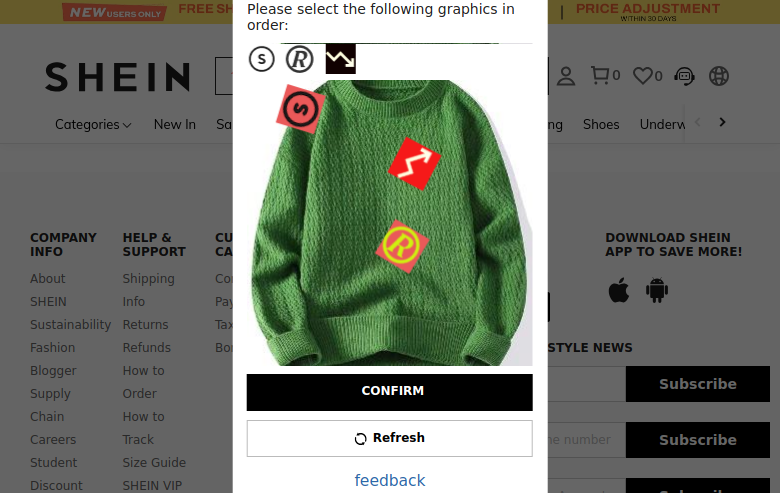 Please select the following graphics in
order:
S R
NEW USERS ONLY FREE SH
PRICE ADJUSTMENT
WITHIN 30 DAYS
SHEIN
0 0
Categories New In Sa ng Shoes Underw
S
R
CONFIRM
Refresh
feedback
COMPANY
INFO
About
SHEIN
Sustainability
Fashion
Blogger
Supply
Chain
Careers
Student
Discount
HELP &
SUPPORT
Shipping
Info
Returns
Refunds
How to
Order
How to
Track
Size Guide
SHEIN VIP
CU
CA
Co
Pay
Tax
Bo
DOWNLOAD SHEIN
APP TO SAVE MORE!
STYLE NEWS
Subscribe
ne number Subscribe
Subscribe